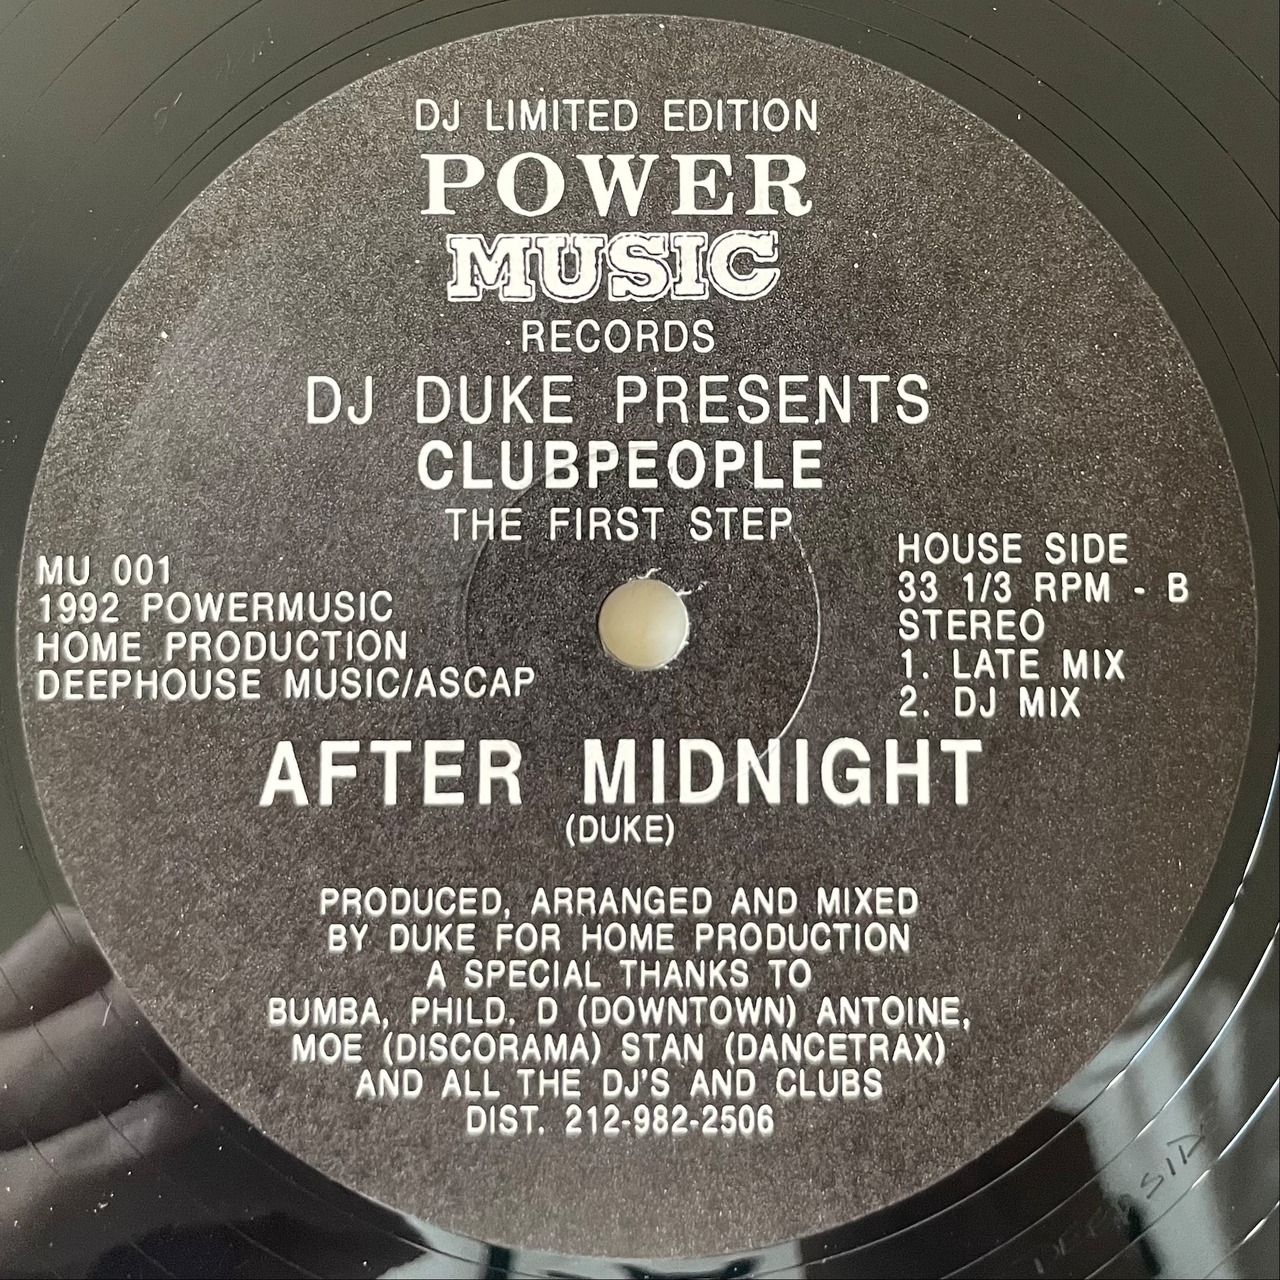 DJ LIMITED EDITION
POWER
MUSIC
RECORDS
DJ DUKE PRESENTS
CLUBPEOPLE
THE FIRST STEP
MU 001
1992 POWERMUSIC
HOME PRODUCTION
DEEPHOUSE MUSIC/ASCAP
HOUSE SIDE
33 1/3 RPM - B
STEREO
1. LATE MIX
2. DJ MIX
AFTER MIDNIGHT
(DUKE)
PRODUCED, ARRANGED AND MIXED
BY DUKE FOR HOME PRODUCTION
A SPECIAL THANKS TO
BUMBA, PHILD. D (DOWNTOWN) ANTOINE,
MOE (DISCORAMA) STAN (DANCETRAX)
AND ALL THE DJ'S AND CLUBS
DIST. 212-982-2506